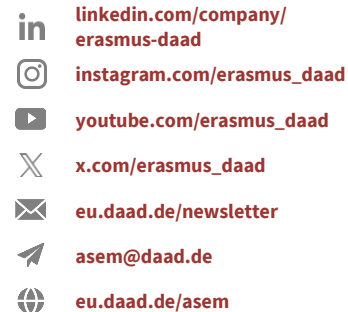 in
linkedin.com/company/
erasmus-daad
instagram.com/erasmus_daad
youtube.com/erasmus_daad
x.com/erasmus_daad
eu.daad.de/newsletter
asem@daad.de
eu.daad.de/asem